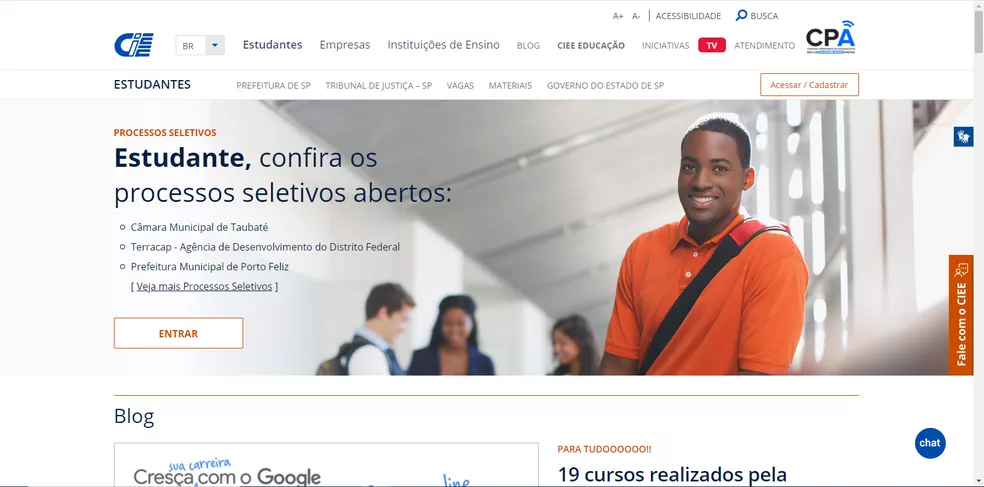 A+ A- ACESSIBILIDADE BUSCA
CIEE BR Estudantes Empresas Instituições de Ensino BLOG CIEE EDUCAÇÃO INICIATIVAS TV ATENDIMENTO CPA
ESTUDANTES PREFEITURA DE SP TRIBUNAL DE JUSTIÇA – SP VAGAS MATERIAIS GOVERNO DO ESTADO DE SP Acessar / Cadastrar
PROCESSOS SELETIVOS
Estudante, confira os
processos seletivos abertos:
Câmara Municipal de Taubaté
Terracap - Agência de Desenvolvimento do Distrito Federal
Prefeitura Municipal de Porto Feliz
[ Veja mais Processos Seletivos ]
ENTRAR
Fale com o CIEE
Blog
chat
sua carreira
Cresça com o Google
line
PARA TUDOOOOOO!!
19 cursos realizados pela